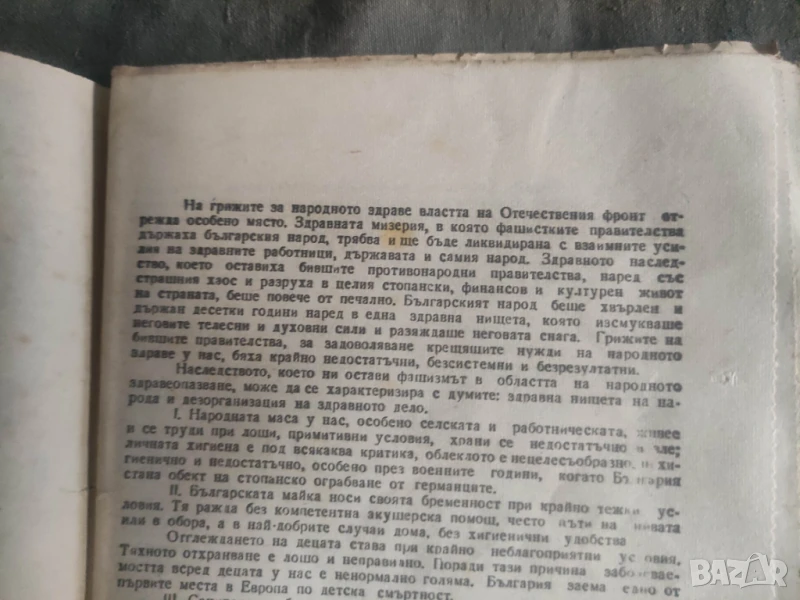 На грижите за народното здраве властта на Отечествения фронт от-
режда особено място. Здравната мизерия, в която фашистките правителства
държаха българския народ, трябва и ще бъде ликвидирана с взаимните уси-
лия на здравните работници, държавата и самия народ. Здравното наслед-
ство, което оставиха бившите противонародни правителства, наред със
страшния хаос и разруха в целия стопански, финансов и културен живот
на страната, беше повече от печално. Българският народ беше хвърлен и
държан десетки години наред в една здравна нищета, която изсмукваше
неговите телесни и духовни сили и разяждаше неговата снага. Грижите на
бившите правителства, за задоволяване крещящите нужди на народното
здраве у нас, бяха крайно недостатъчни, безсистемни и безрезултатни.
Наследството, което ни остави фашизмът в областта на народното
здравеопазване, може да се характеризира с думите: здравна нищета на на-
рода и дезорганизация на здравното дело.
I. Народната маса у нас, особено селската и работническата, живее
и се труди при лоши, примитивни условия, храни се недостатъчно и зле;
личната хигиена е под всякаква критика, облеклото е нецелесъобразно, нехи-
гиенично и недостатъчно, особено през военните години, когато България
стана обект на стопанско ограбване от германците.
II. Българската майка носи своята бременност при крайно тежки ус-
ловия. Тя ражда без компетентна акушерска помощ, често пъти на нивата
или в обора, а в най-добрите случаи дома, без хигиенични удобства
Отглеждането на децата става при крайно неблагоприятни условия.
Тяхното отхранване е лошо и неправилно. Поради тази причина заболевае-
мостта всред децата у нас е ненормално голяма. България заема едно от
първите места в Европа по детска смъртност.
III.
BAZAR